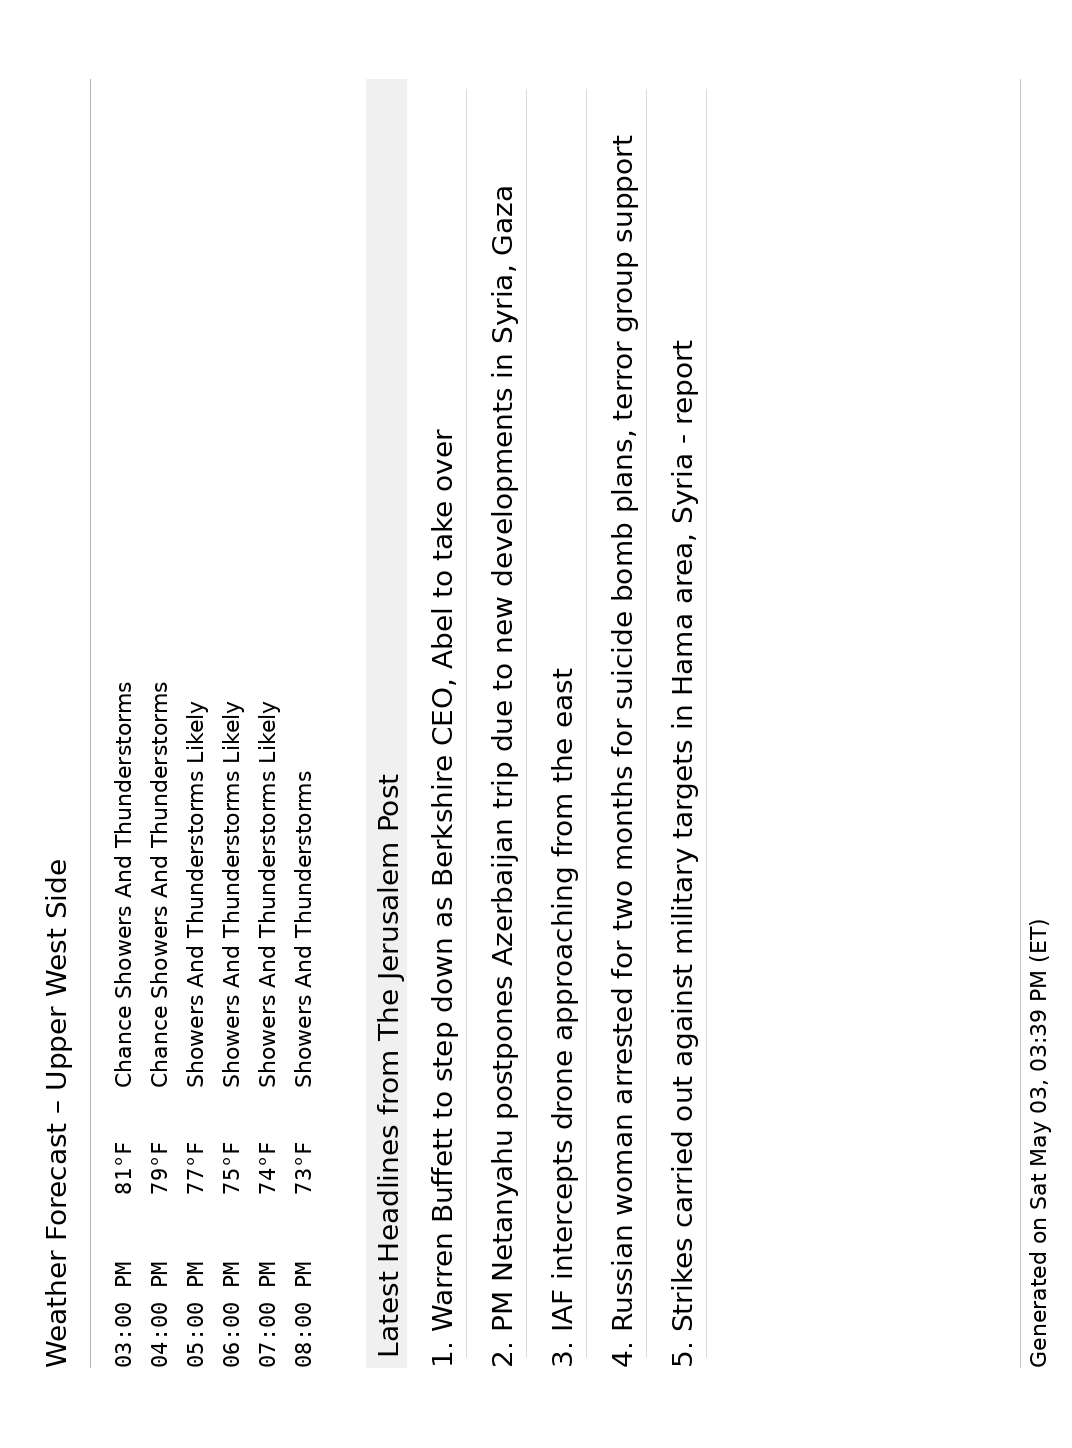 Weather Forecast – Upper West Side
03:00 PM 81°F Chance Showers And Thunderstorms
04:00 PM 79°F Chance Showers And Thunderstorms
05:00 PM 77°F Showers And Thunderstorms Likely
06:00 PM 75°F Showers And Thunderstorms Likely
07:00 PM 74°F Showers And Thunderstorms Likely
08:00 PM 73°F Showers And Thunderstorms
Latest Headlines from The Jerusalem Post
1. Warren Buffett to step down as Berkshire CEO, Abel to take over
2. PM Netanyahu postpones Azerbaijan trip due to new developments in Syria, Gaza
3. IAF intercepts drone approaching from the east
4. Russian woman arrested for two months for suicide bomb plans, terror group support
5. Strikes carried out against military targets in Hama area, Syria - report
Generated on Sat May 03, 03:39 PM (ET)